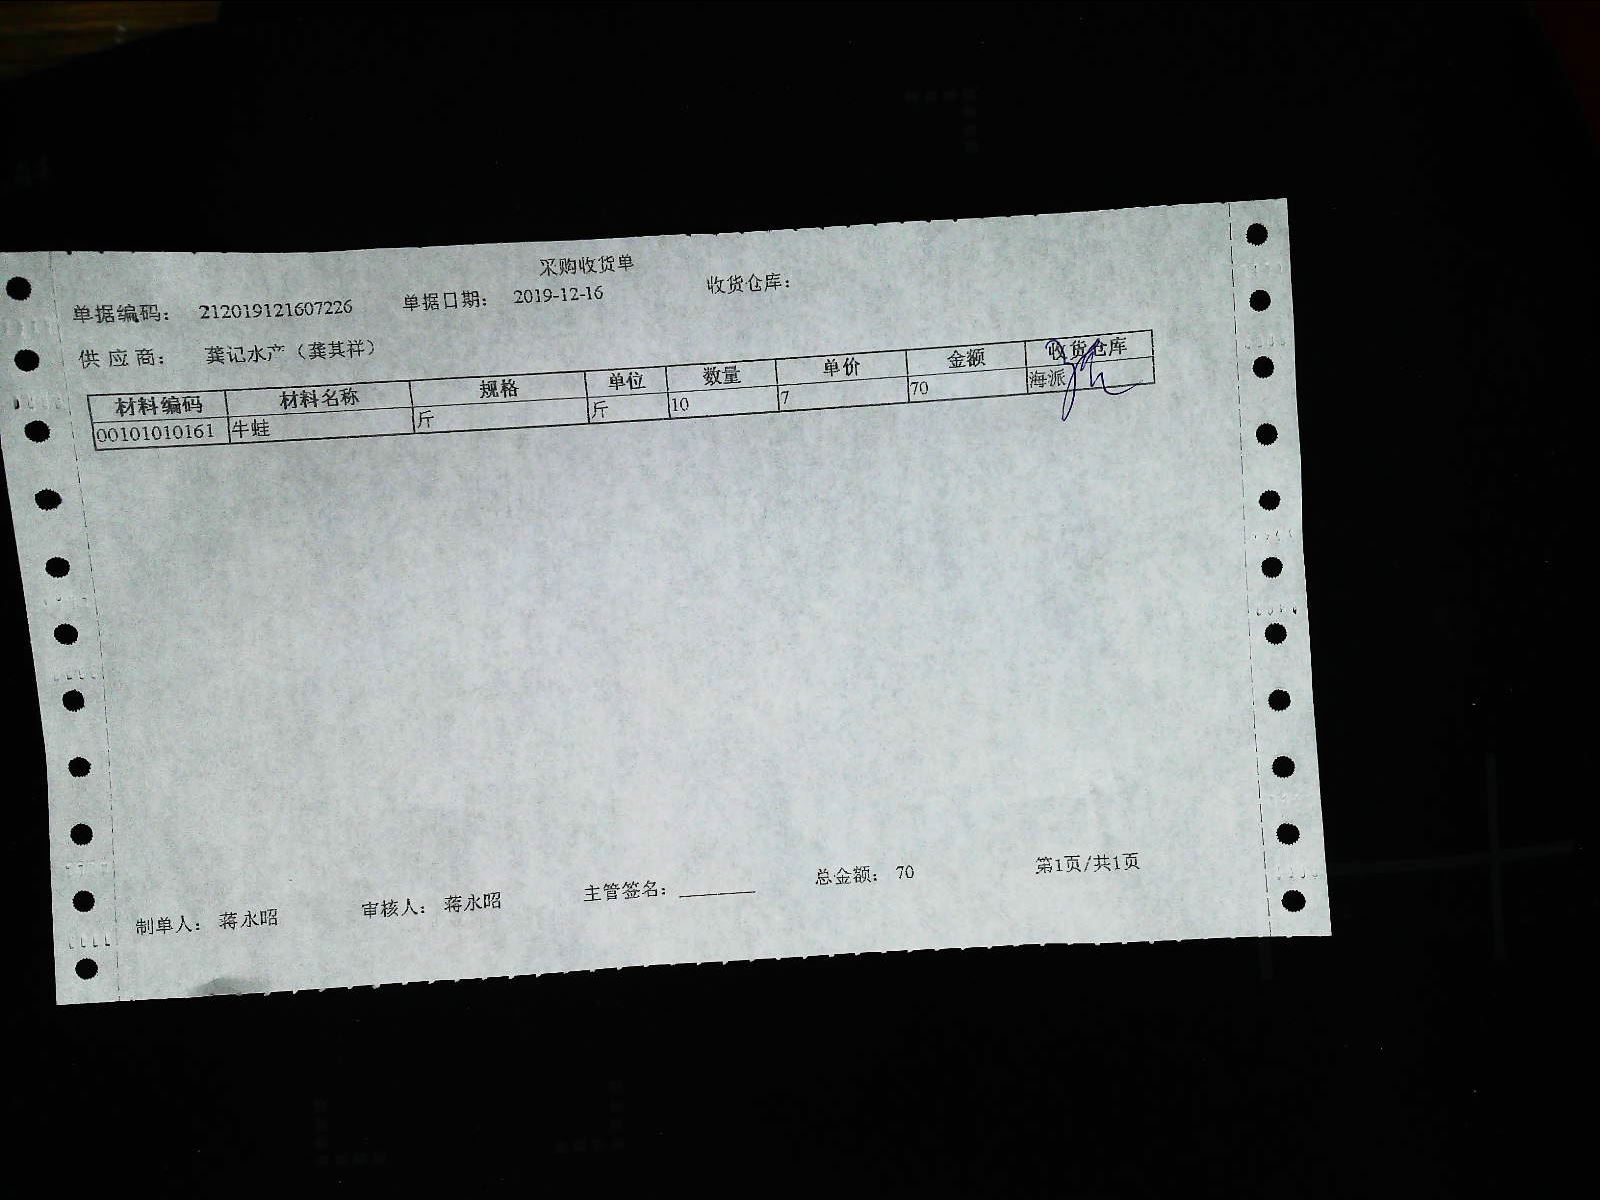 采购收货单
单据编码： 212019121607226 单据日期： 2019-12-16 收货仓库：
供 应 商： 龚记水产（龚其祥）
材料编码 材料名称 规格 单位 数量 单价 金额 收货仓库
00101010161 牛蛙 斤 斤 10 7 70 海派
制单人： 蒋永昭 审核人： 蒋永昭 主管签名：________ 总金额： 70 第1页/共1页